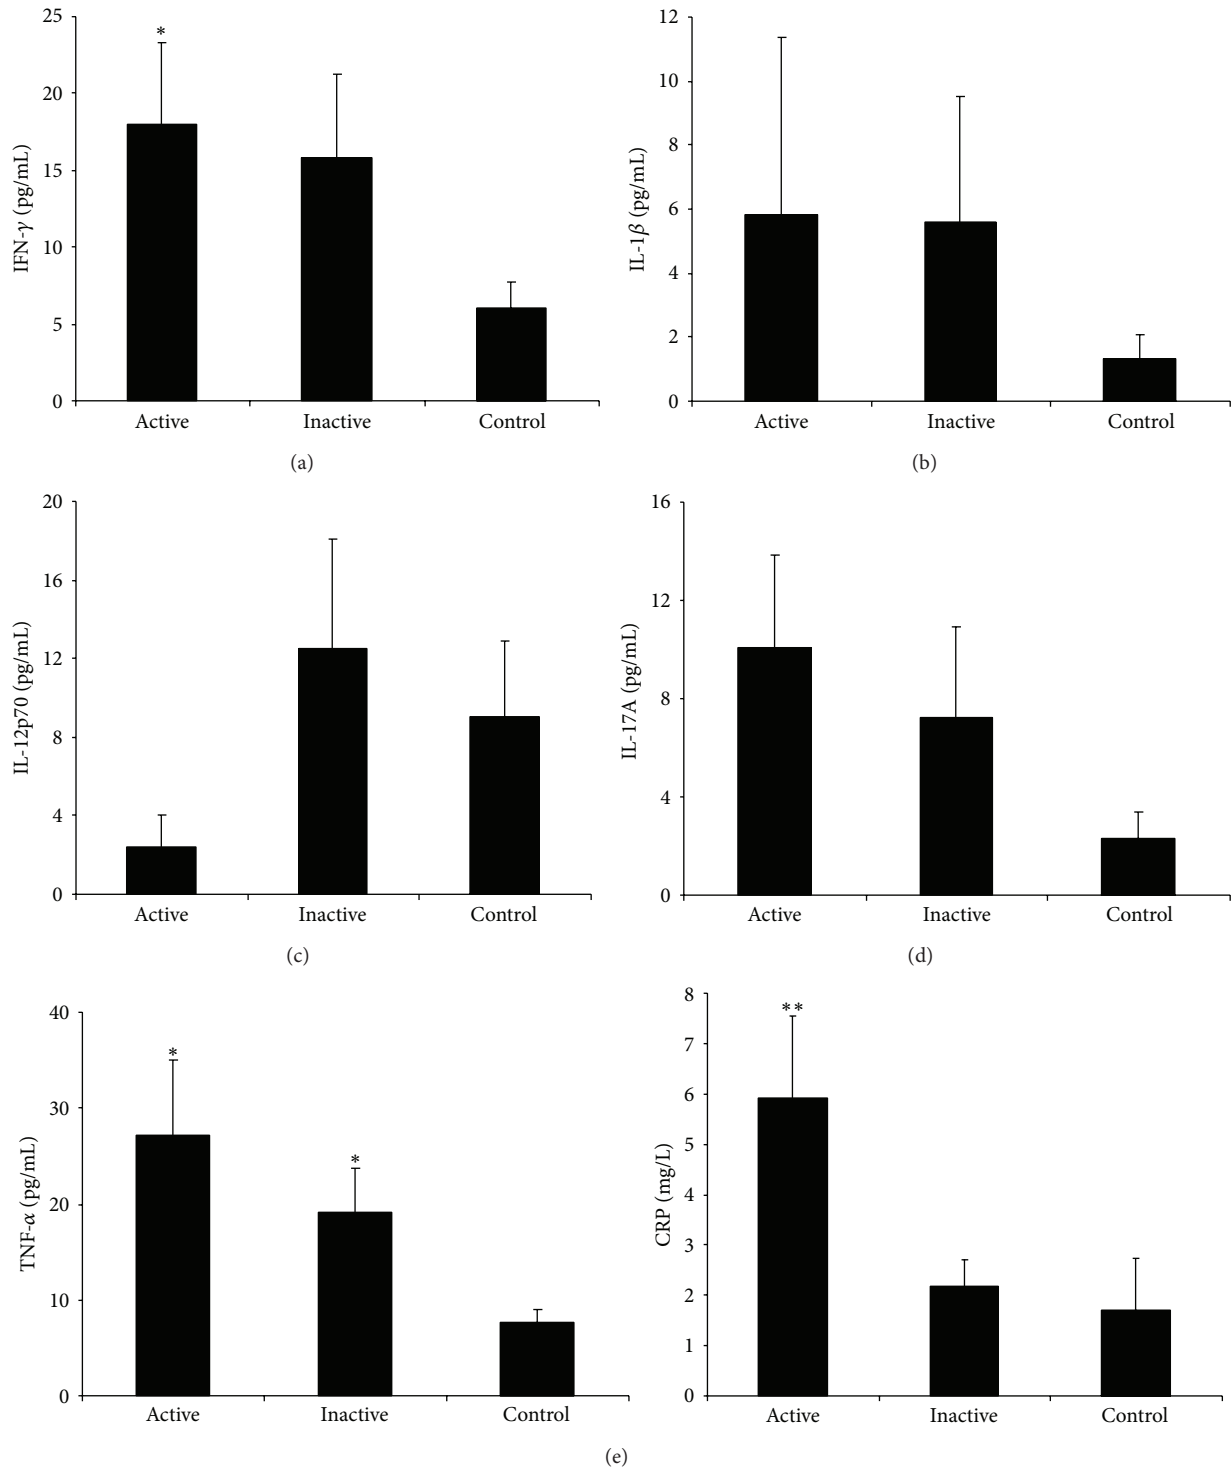 25
20
15
10
5
0
IFN-γ (pg/mL)
*
Active Inactive Control
(a)
12
10
8
6
4
2
0
IL-1β (pg/mL)
Active Inactive Control
(b)
20
16
12
8
4
0
IL-12p70 (pg/mL)
Active Inactive Control
(c)
16
12
8
4
0
IL-17A (pg/mL)
Active Inactive Control
(d)
40
30
20
10
0
TNF-α (pg/mL)
*
*
Active Inactive Control
8
7
6
5
4
3
2
1
0
CRP (mg/L)
**
Active Inactive Control
(e)